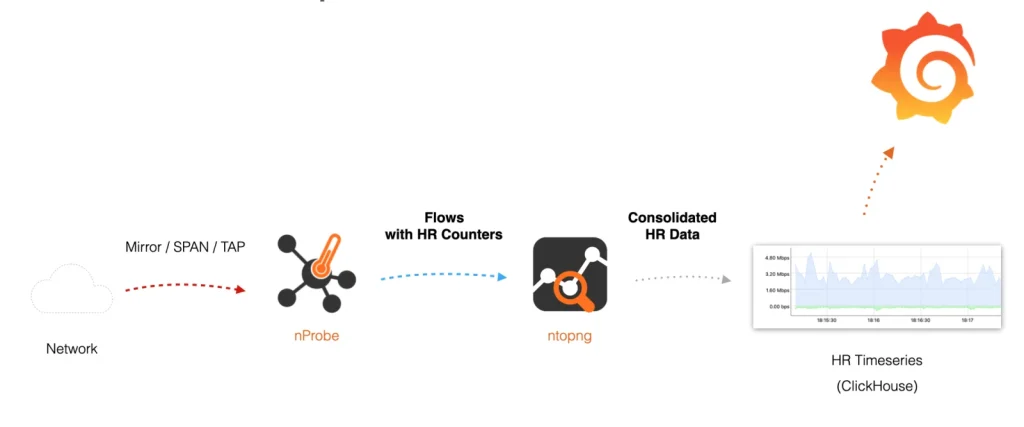 Flows
with HR Counters
Consolidated
HR Data
Mirror / SPAN / TAP
Network
nProbe
ntopng
4.80 Mbps
3.20 Mbps
1.60 Mbps
0.00 bps
18:15:30
18:16
18:16:30
18:17
HR Timeseries
(ClickHouse)